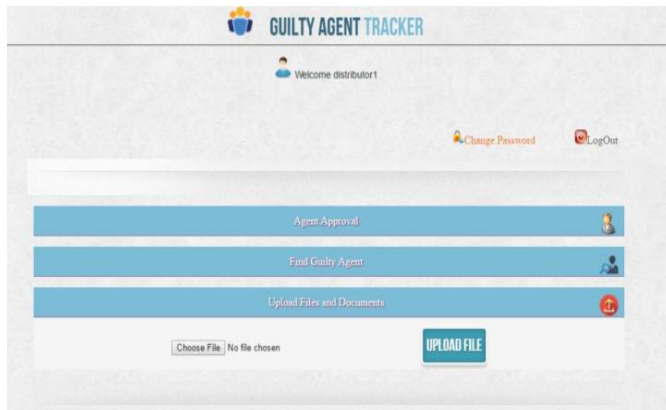 GUILTY AGENT TRACKER
Welcome distributor1
Change Password LogOut
Agent Approval
Find Guilty Agent
Upload Files and Documents
Choose File No file chosen UPLOAD FILE